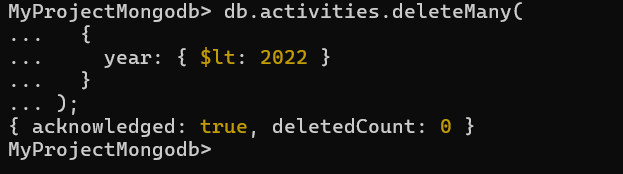 MyProjectMongodb> db.activities.deleteMany(
...   {
...     year: { $lt: 2022 }
...   }
... );
{ acknowledged: true, deletedCount: 0 }
MyProjectMongodb>